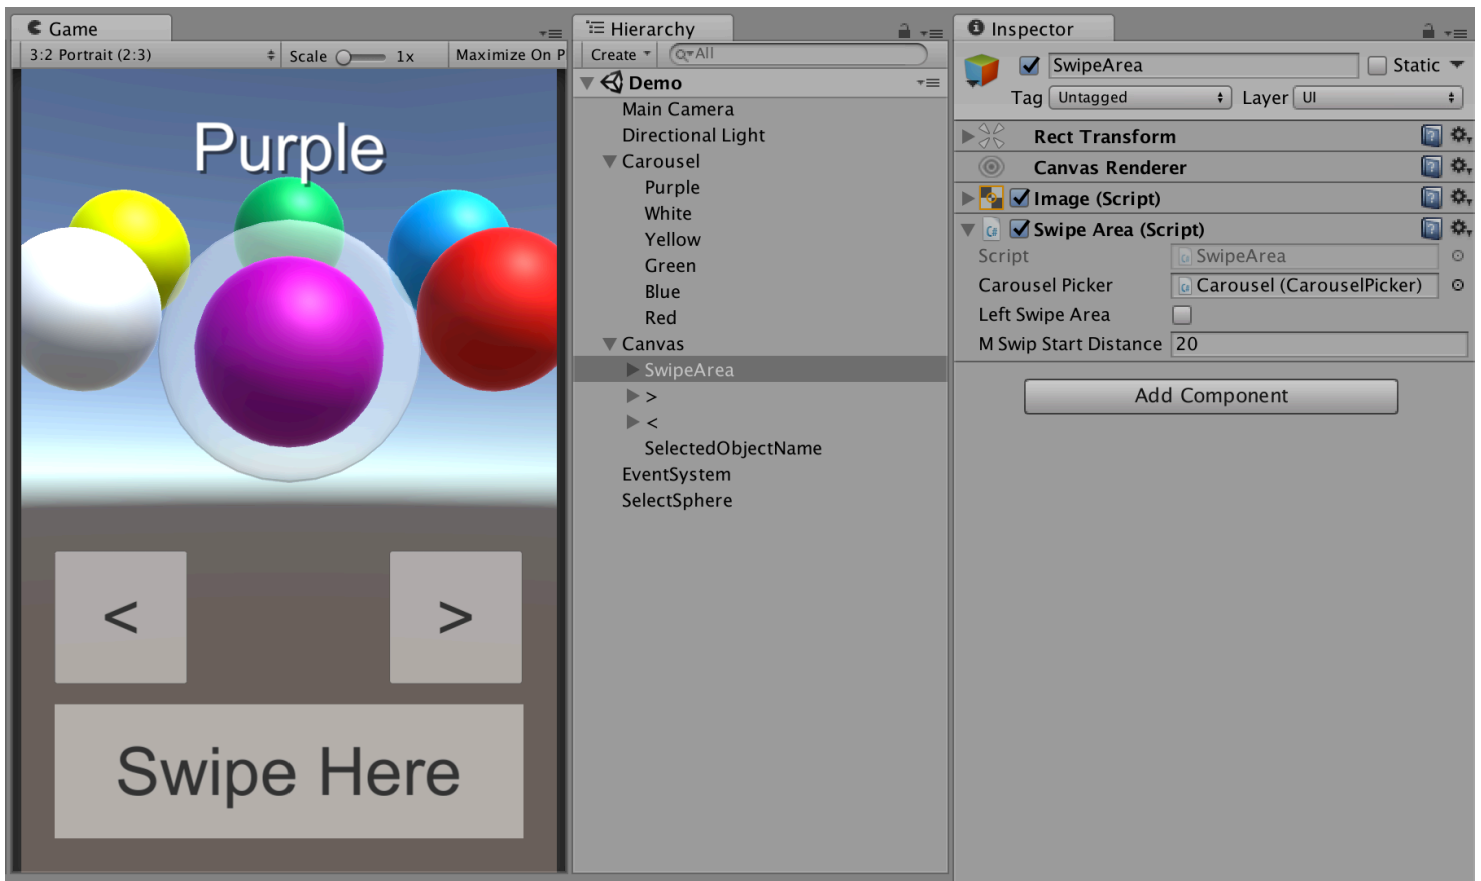 Game
3:2 Portrait (2:3)
Scale
1x
Maximize On P
Purple
<
>
Swipe Here
Hierarchy
Create
All
Demo
Main Camera
Directional Light
Carousel
Purple
White
Yellow
Green
Blue
Red
Canvas
SwipeArea
>
<
SelectedObjectName
EventSystem
SelectSphere
Inspector
SwipeArea
Static
Tag Untagged
Layer UI
Rect Transform
Canvas Renderer
Image (Script)
C# Swipe Area (Script)
Script SwipeArea
Carousel Picker Carousel (CarouselPicker)
Left Swipe Area
M Swip Start Distance 20
Add Component